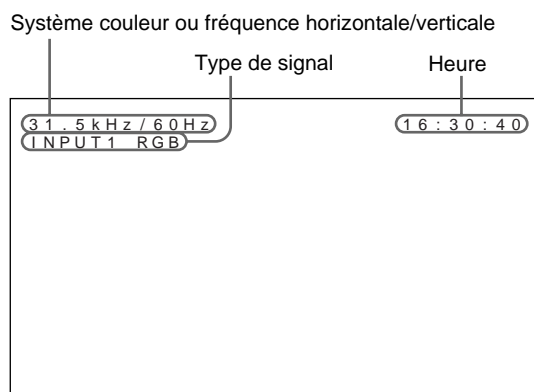 Système couleur ou fréquence horizontale/verticale
Type de signal
Heure
31.5kHz/60Hz
16:30:40
INPUT1 RGB